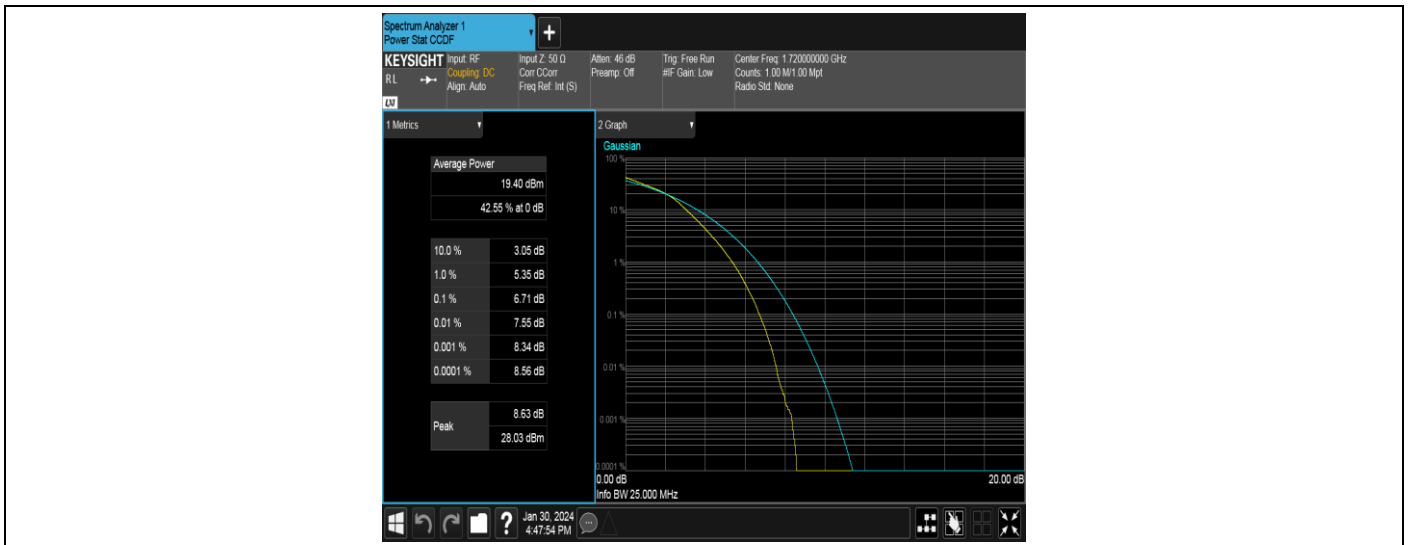 Spectrum Analyzer 1
Power Stat CCDF
+
KEYSIGHT
RL
LXI
Input: RF
Coupling: DC
Align: Auto
Input Z: 50 Ω
Corr CCorr
Freq Ref: Int (S)
Atten: 46 dB
Preamp: Off
Trig: Free Run
#IF Gain: Low
Center Freq: 1.720000000 GHz
Counts: 1.00 M/1.00 Mpt
Radio Std: None
1 Metrics
Average Power
19.40 dBm
42.55 % at 0 dB
10.0 % 3.05 dB
1.0 % 5.35 dB
0.1 % 6.71 dB
0.01 % 7.55 dB
0.001 % 8.34 dB
0.0001 % 8.56 dB
Peak
8.63 dB
28.03 dBm
2 Graph
Gaussian
100 %
10 %
1 %
0.1 %
0.01 %
0.001 %
0.0001 %
0.00 dB 20.00 dB
Info BW 25.000 MHz
?
Jan 30, 2024
4:47:54 PM